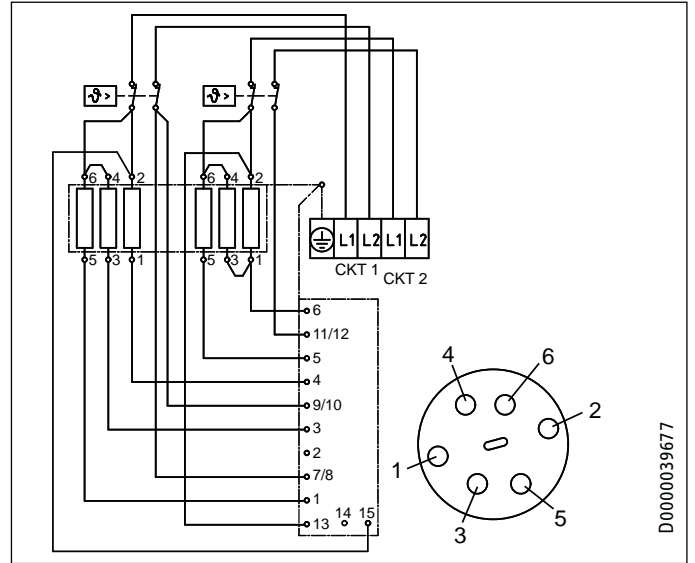 ϑ > ϑ >
6 4 2 6 4 2
L1 L2 L1 L2
5 3 1 5 3 1
CKT 1 CKT 2
6
11/12
5
4
9/10
3
2
7/8
1
13 14 15
4 6
2
1
3 5
D0000039677